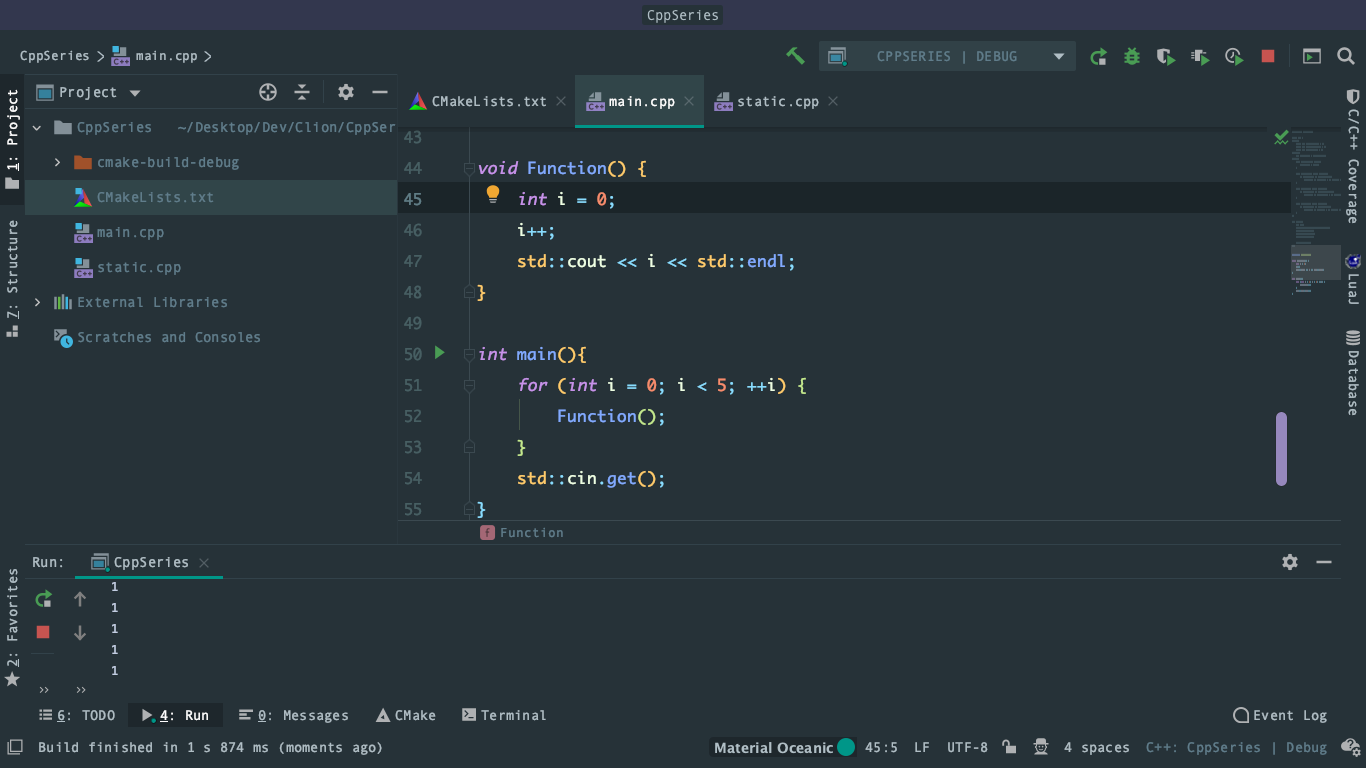 CppSeries
CppSeries > main.cpp >
CPPSERIES | DEBUG
1: Project
Z: Structure
2: Favorites
Project
CppSeries ~/Desktop/Dev/Clion/CppSer
cmake-build-debug
CMakeLists.txt
main.cpp
static.cpp
External Libraries
Scratches and Consoles
CMakeLists.txt
main.cpp
static.cpp
43
44 void Function() {
45 int i = 0;
46 i++;
47 std::cout << i << std::endl;
48 }
49
50 int main(){
51 for (int i = 0; i < 5; ++i) {
52 Function();
53 }
54 std::cin.get();
55 }
f Function
C/C++ Coverage
LuaJ
Database
Run: CppSeries
1
1
1
1
1
6: TODO
4: Run
0: Messages
CMake
Terminal
Event Log
Build finished in 1 s 874 ms (moments ago)
Material Oceanic
45:5
LF
UTF-8
4 spaces
C++: CppSeries | Debug